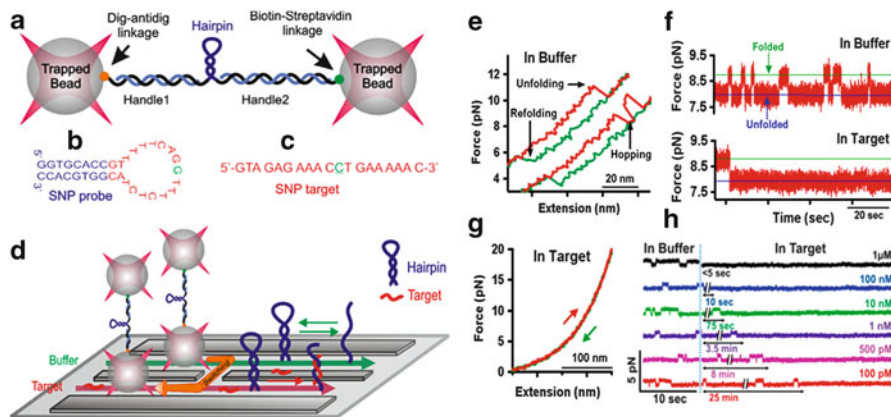 a
Dig-antidig
linkage
Hairpin
Biotin-Streptavidin
linkage
Trapped
Bead
Handle1
Handle2
Trapped
Bead
b
5'
GGTGCACCGT
CCACGTGGCA
3'
T T T T C A G G T T C T C T A T
SNP probe
c
5'-GTA GAG AAA CCT GAA AAA C-3'
SNP target
d
Hairpin
Target
Buffer
Target
e
In Buffer
Unfolding
Refolding
Hopping
20 nm
Force (pN)
12
10
8
6
4
Extension (nm)
f
In Buffer
Folded
Unfolded
In Target
Force (pN)
9.5
8.5
7.5
9.5
8.5
7.5
Time (sec)
20 sec
g
In Target
Force (pN)
20
15
10
5
0
100 nm
Extension (nm)
h
In Buffer
In Target
1µM
<5 sec
100 nM
10 sec
10 nM
75 sec
1 nM
3.5 min
500 pM
8 min
100 pM
25 min
5 pN
10 sec